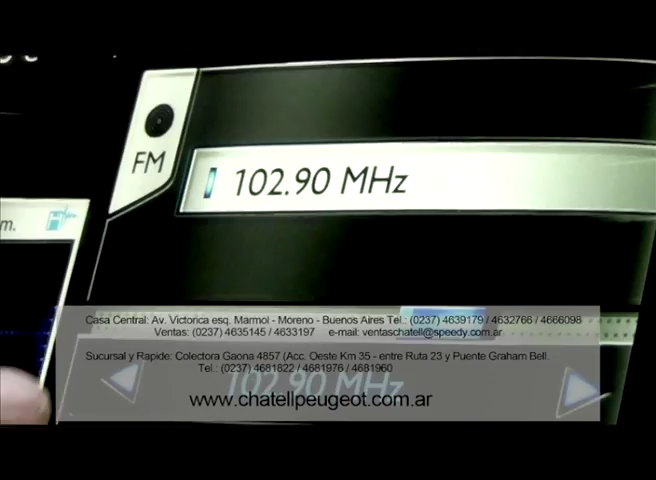 FM
102.90 MHz
m.
Casa Central: Av. Victorica esq. Marmol - Moreno - Buenos Aires Tel.: (0237) 4639179 / 4632766 / 4666098
Ventas: (0237) 4635145 / 4633197 e-mail: ventaschatell@speedy.com.ar
Sucursal y Rapide: Colectora Gaona 4857 (Acc. Oeste Km 35 - entre Ruta 23 y Puente Graham Bell.
Tel.: (0237) 4681822 / 4681976 / 4681960
102.90 MHz
www.chatellpeugeot.com.ar